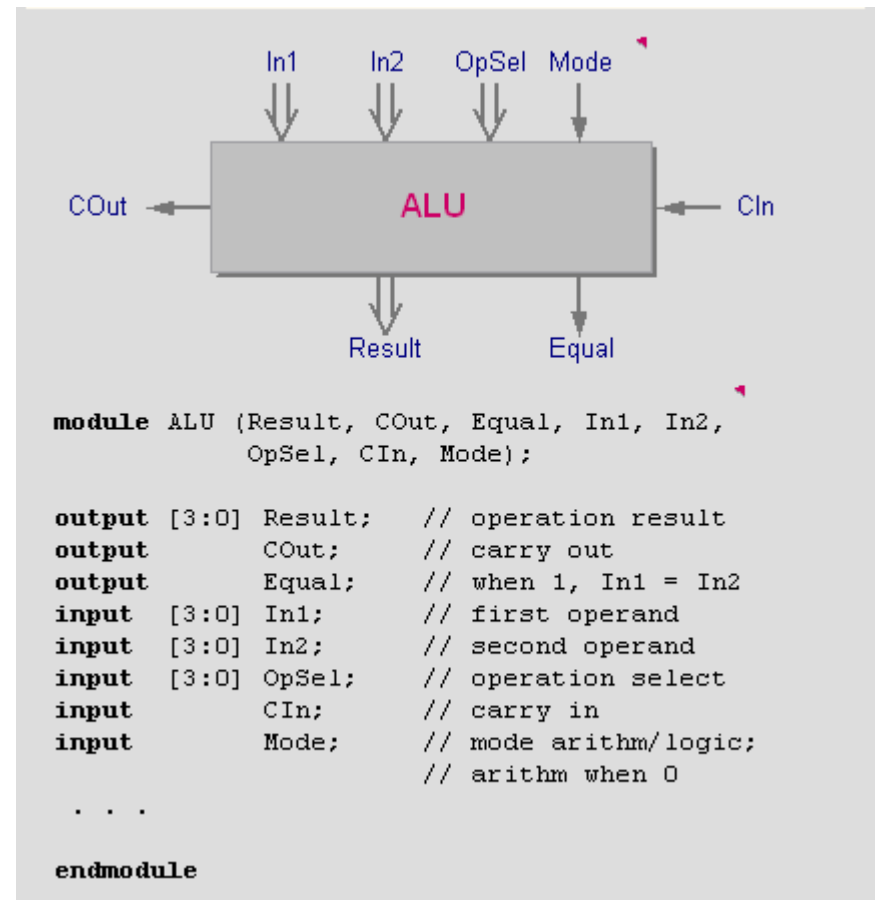 In1 In2 OpSel Mode
COut ALU CIn
Result Equal
module ALU (Result, COut, Equal, In1, In2,
OpSel, CIn, Mode);
output [3:0] Result; // operation result
output COut; // carry out
output Equal; // when 1, In1 = In2
input [3:0] In1; // first operand
input [3:0] In2; // second operand
input [3:0] OpSel; // operation select
input CIn; // carry in
input Mode; // mode arithm/logic;
// arithm when 0
. . .
endmodule